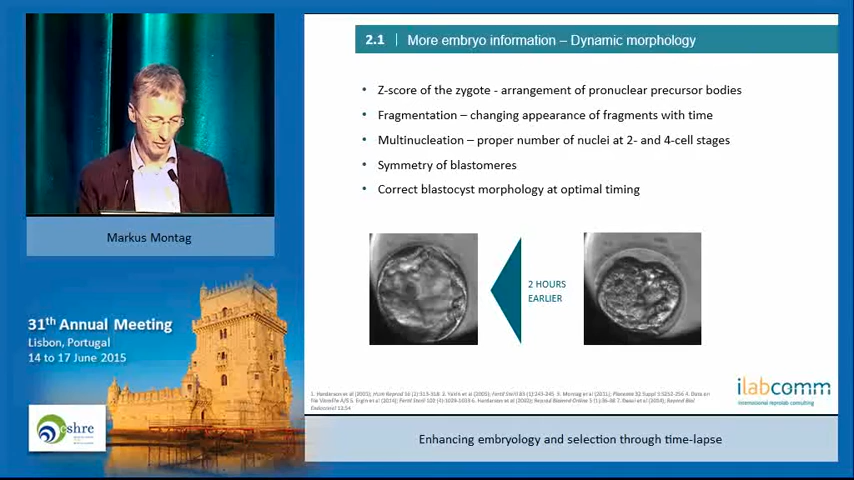 2.1 | More embryo information – Dynamic morphology
• Z-score of the zygote - arrangement of pronuclear precursor bodies
• Fragmentation – changing appearance of fragments with time
• Multinucleation – proper number of nuclei at 2- and 4-cell stages
• Symmetry of blastomeres
• Correct blastocyst morphology at optimal timing
Markus Montag
2 HOURS
EARLIER
31th Annual Meeting
Lisbon, Portugal
14 to 17 June 2015
eshre
ilabcomm
international reprolab consulting
Enhancing embryology and selection through time-lapse